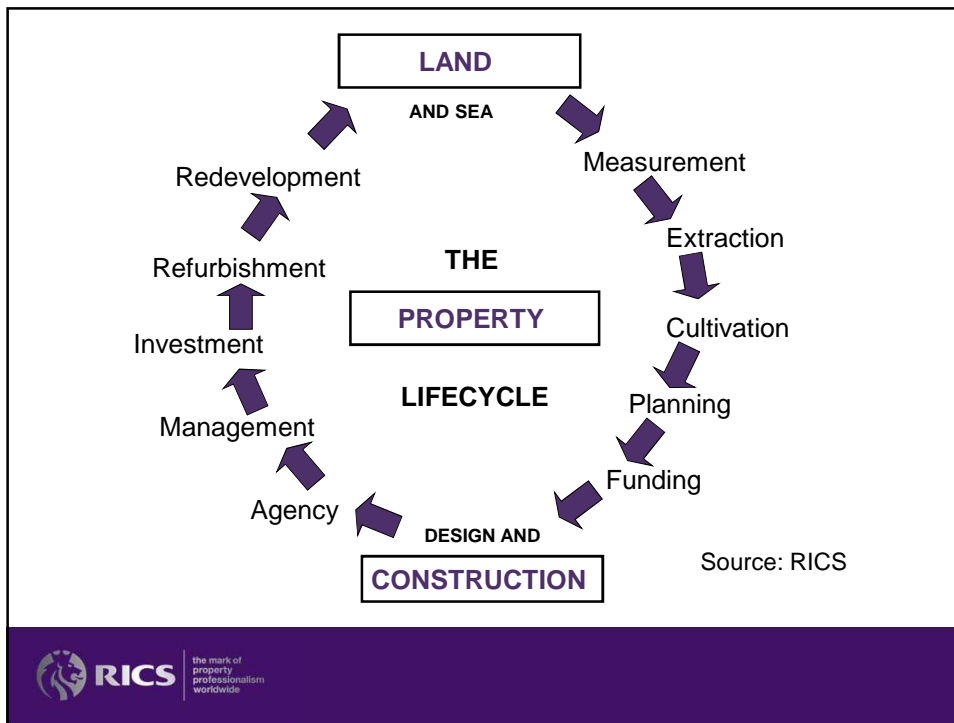 LAND
AND SEA
Measurement
Extraction
Cultivation
Planning
Funding
DESIGN AND
CONSTRUCTION
Agency
Management
Investment
Refurbishment
Redevelopment
THE
PROPERTY
LIFECYCLE
Source: RICS
RICS
the mark of
property
professionalism
worldwide